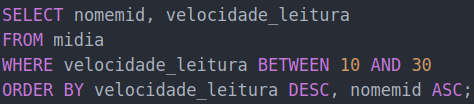 SELECT nomemid, velocidade_leitura
FROM midia
WHERE velocidade_leitura BETWEEN 10 AND 30
ORDER BY velocidade_leitura DESC, nomemid ASC;